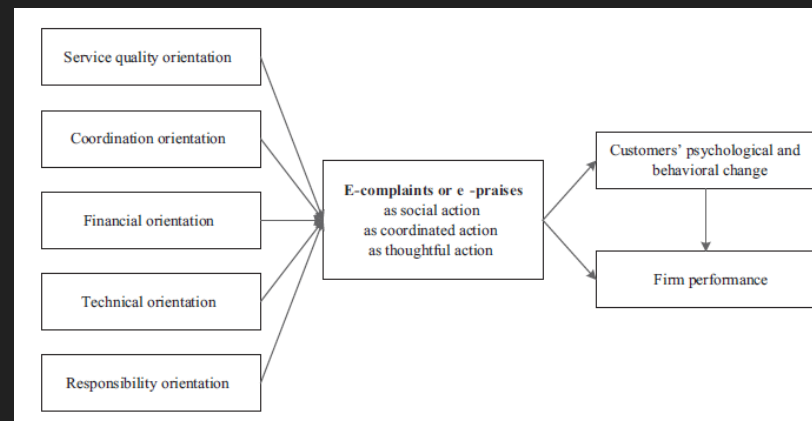 Service quality orientation
Coordination orientation
Financial orientation
Technical orientation
Responsibility orientation
E-complaints or e -praises
as social action
as coordinated action
as thoughtful action
Customers’ psychological and
behavioral change
Firm performance